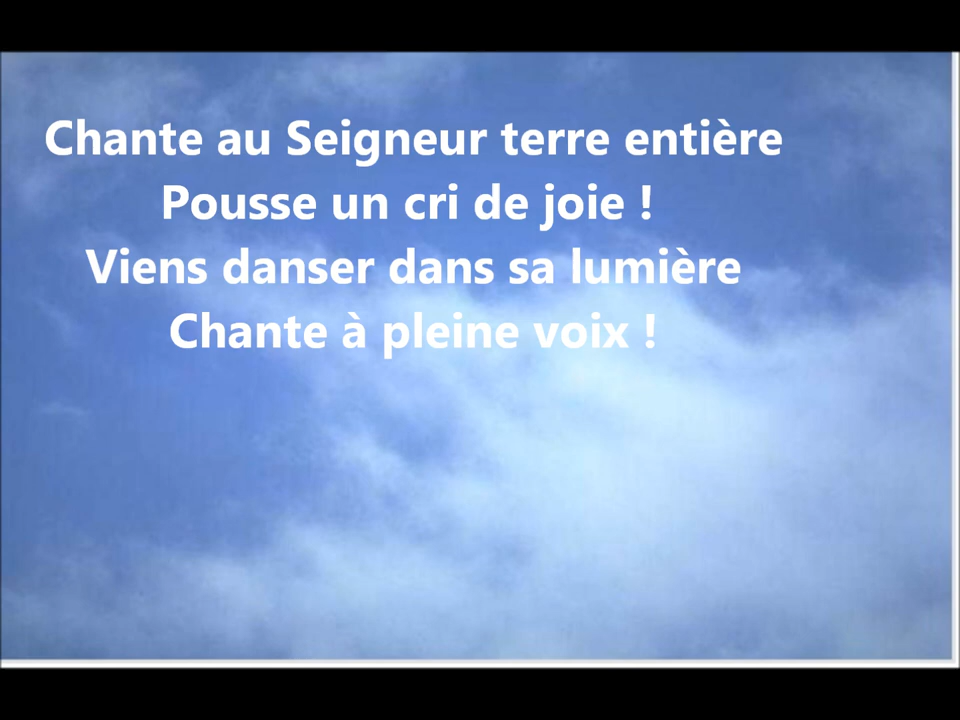 Chante au Seigneur terre entière
Pousse un cri de joie !
Viens danser dans sa lumière
Chante à pleine voix !